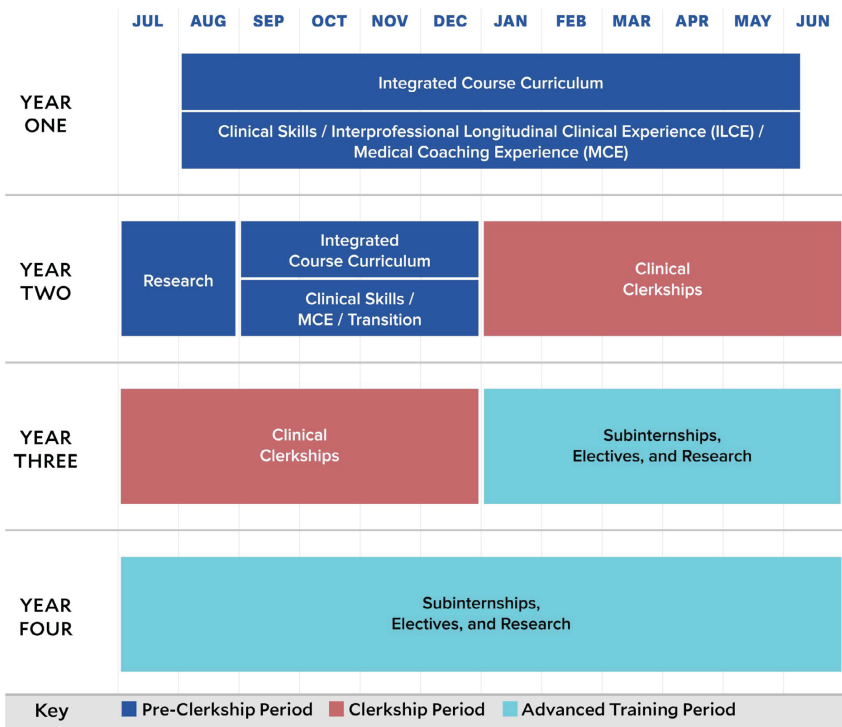 JUL AUG SEP OCT NOV DEC JAN FEB MAR APR MAY JUN
YEAR
ONE
Integrated Course Curriculum
Clinical Skills / Interprofessional Longitudinal Clinical Experience (ILCE) /
Medical Coaching Experience (MCE)
YEAR
TWO
Research
Integrated
Course Curriculum
Clinical Skills /
MCE / Transition
Clinical
Clerkships
YEAR
THREE
Clinical
Clerkships
Subinternships,
Electives, and Research
YEAR
FOUR
Subinternships,
Electives, and Research
Key Pre-Clerkship Period Clerkship Period Advanced Training Period